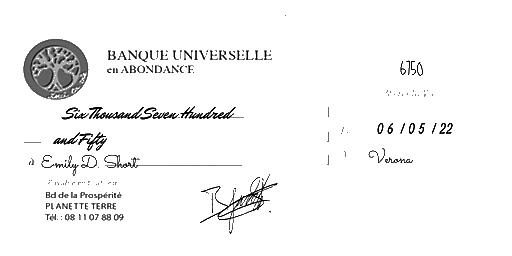 BANQUE UNIVERSELLE
en ABONDANCE
6750
Six Thousand Seven Hundred
and Fifty
06/05/22
à Emily D. Short
Verona
Bd de la Prospérité
PLANETTE TERRE
Tél. : 08 11 07 88 09